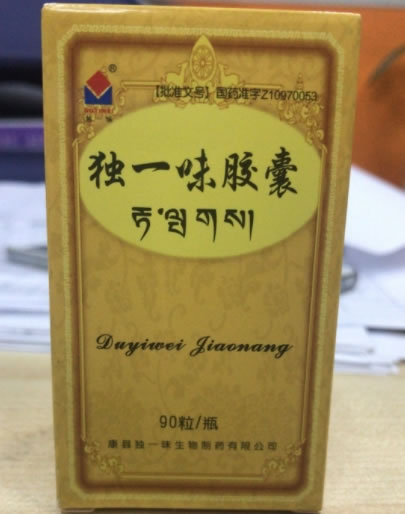 ®
【批准文号】国药准字Z10970053
独一味胶囊
Duyiwei Jiaonang
90粒/瓶
康县独一味生物制药有限公司